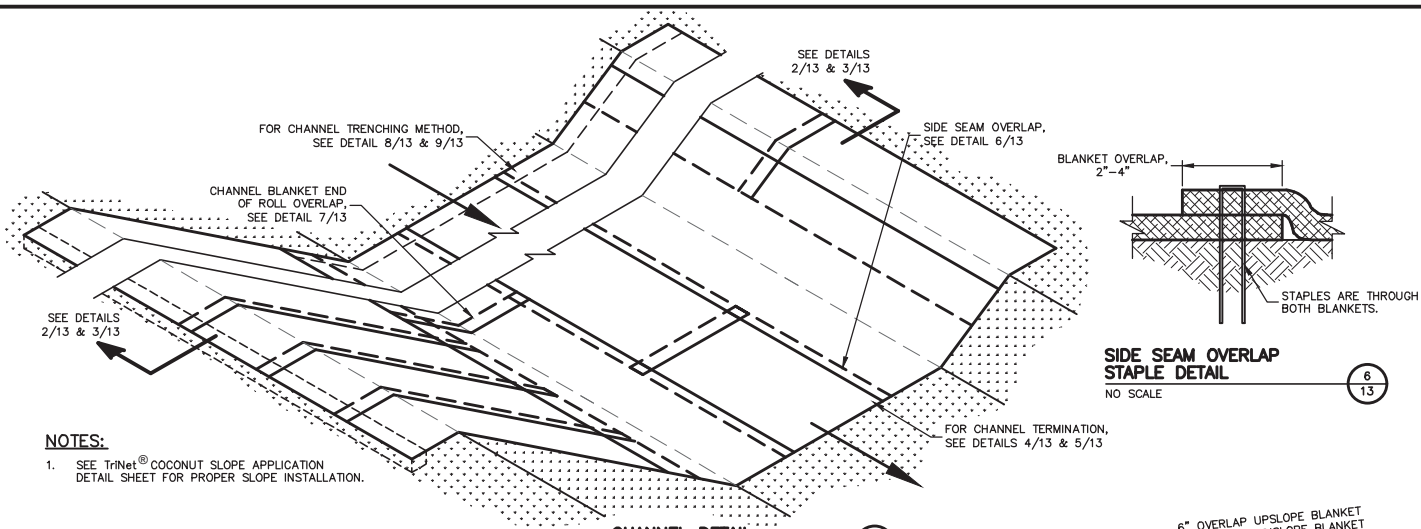 SEE DETAILS
2/13 & 3/13
FOR CHANNEL TRENCHING METHOD,
SEE DETAIL 8/13 & 9/13
SIDE SEAM OVERLAP,
SEE DETAIL 6/13
BLANKET OVERLAP,
2"-4"
CHANNEL BLANKET END
OF ROLL OVERLAP,
SEE DETAIL 7/13
STAPLES ARE THROUGH
BOTH BLANKETS.
SEE DETAILS
2/13 & 3/13
SIDE SEAM OVERLAP
STAPLE DETAIL
NO SCALE
6
13
FOR CHANNEL TERMINATION,
SEE DETAILS 4/13 & 5/13
NOTES:
1. SEE TriNet® COCONUT SLOPE APPLICATION
DETAIL SHEET FOR PROPER SLOPE INSTALLATION.
CHANNEL DETAIL
6" OVERLAP UPSLOPE BLANKET
SLOPE BLANKET